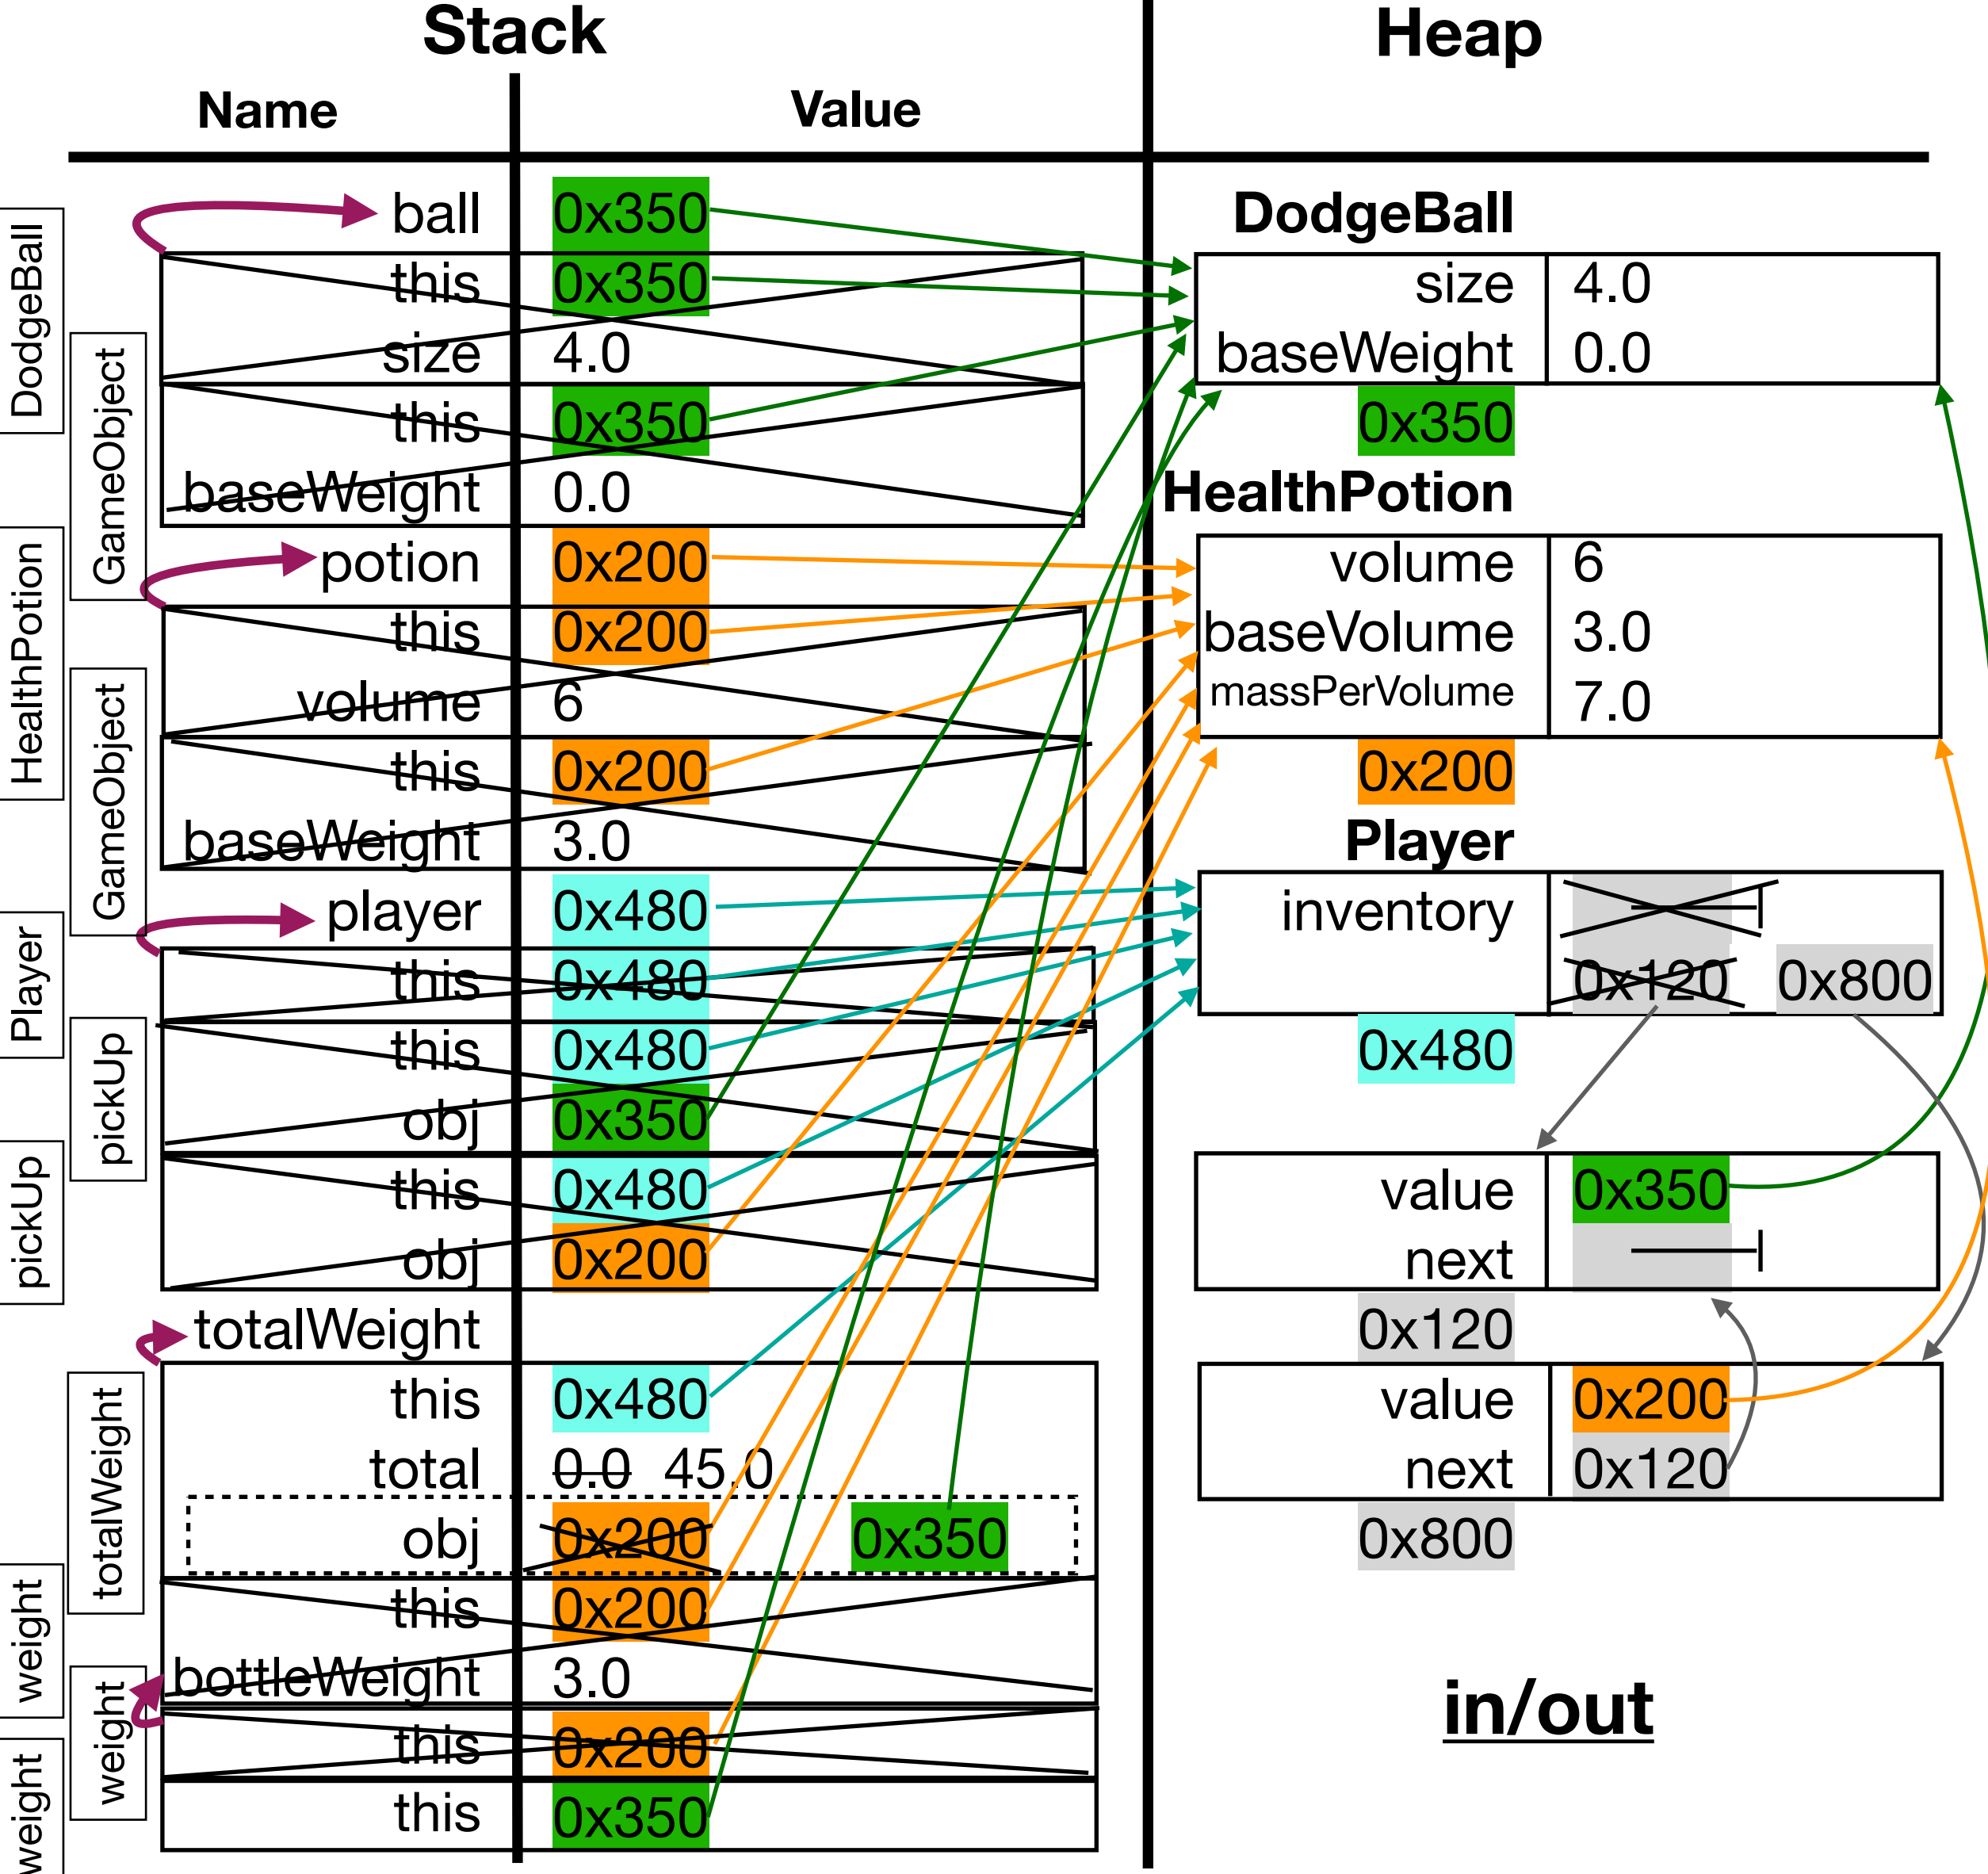 Stack
Heap
Name
Value
ball 0x350
this 0x350
size 4.0
this 0x350
baseWeight 0.0
potion 0x200
this 0x200
volume 6
this 0x200
baseWeight 3.0
player 0x480
this 0x480
this 0x480
obj 0x350
this 0x480
obj 0x200
totalWeight
this 0x480
total 0.0 45.0
obj 0x200 0x350
this 0x200
bottleWeight 3.0
this 0x200
this 0x350
DodgeBall
GameObject
HealthPotion
GameObject
Player
pickUp
pickUp
totalWeight
weight
weight
weight
DodgeBall
size 4.0
baseWeight 0.0
0x350
HealthPotion
volume 6
baseVolume 3.0
massPerVolume 7.0
0x200
Player
inventory
0x120 0x800
0x480
value 0x350
next
0x120
value 0x200
next 0x120
0x800
in/out